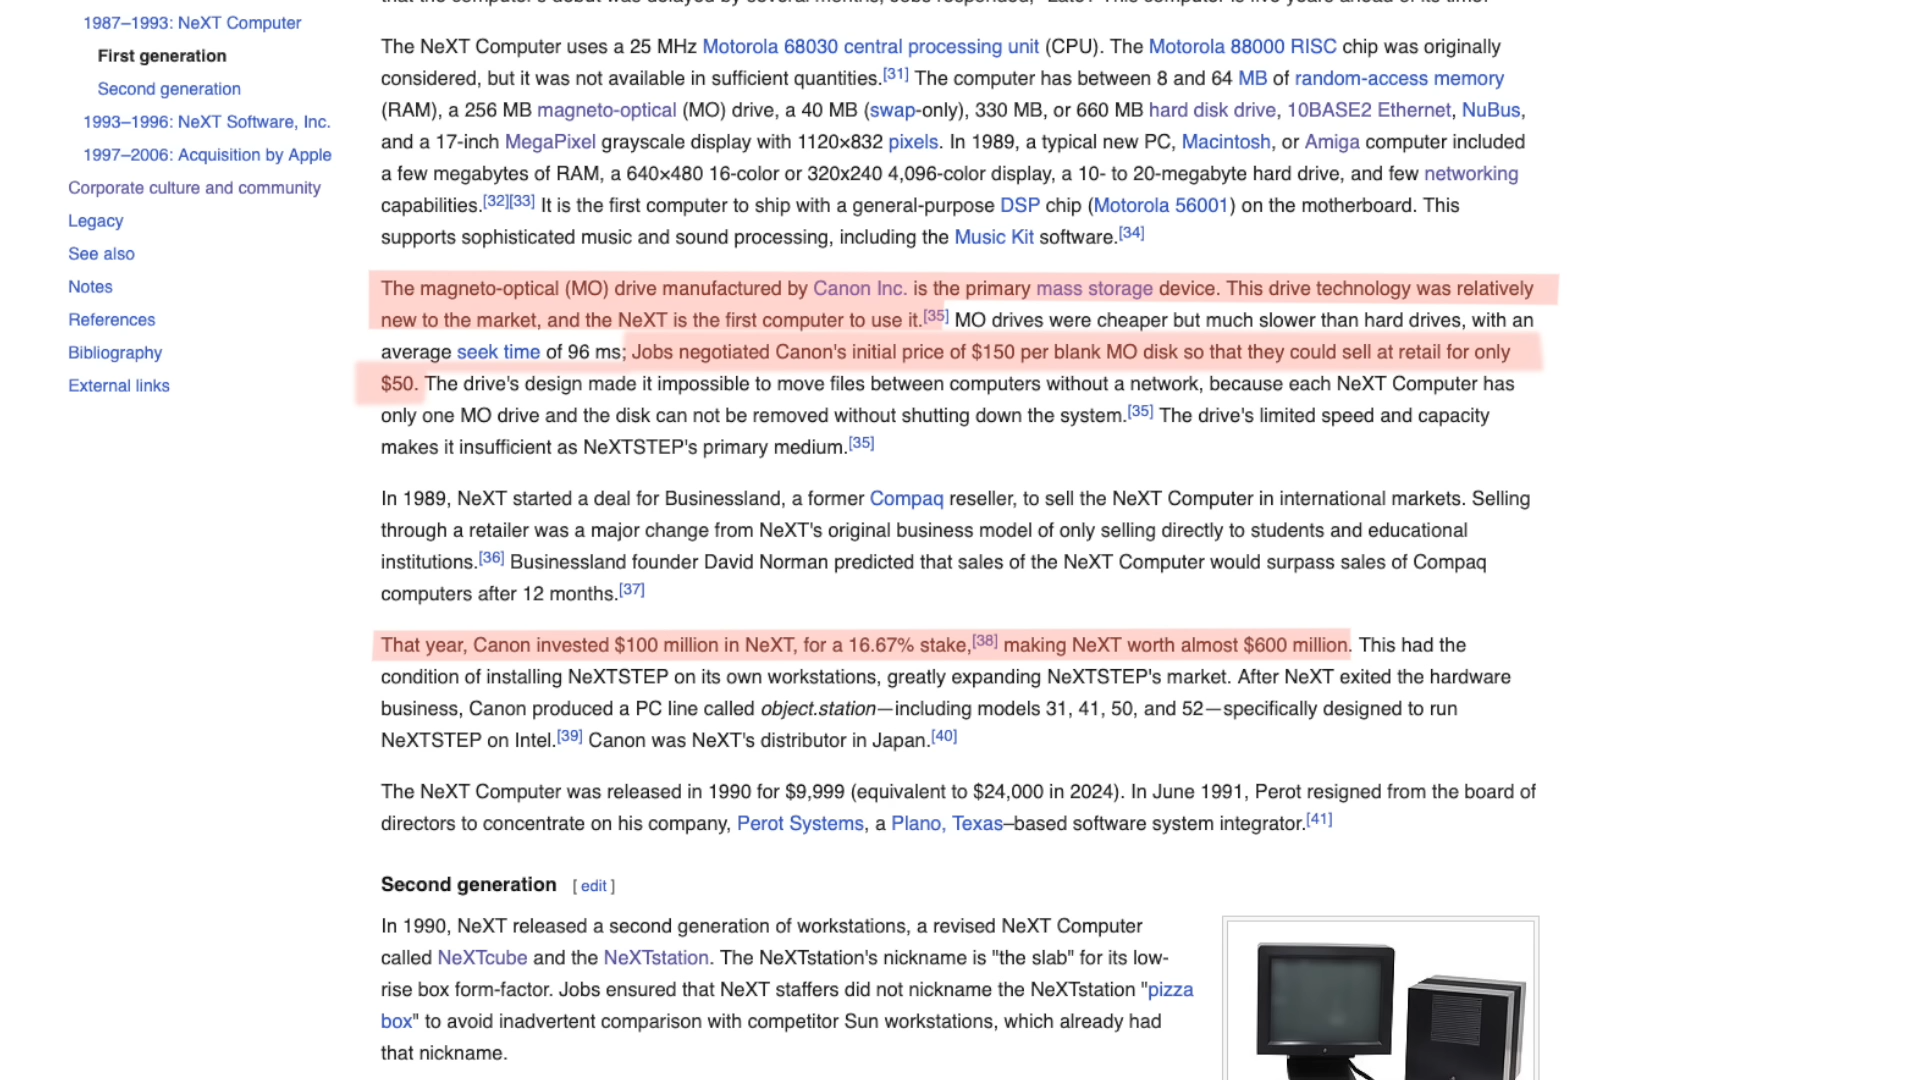 1987–1993: NeXT Computer
First generation
Second generation
1993–1996: NeXT Software, Inc.
1997–2006: Acquisition by Apple
Corporate culture and community
Legacy
See also
Notes
References
Bibliography
External links
The NeXT Computer uses a 25 MHz Motorola 68030 central processing unit (CPU). The Motorola 88000 RISC chip was originally
considered, but it was not available in sufficient quantities.[31] The computer has between 8 and 64 MB of random-access memory
(RAM), a 256 MB magneto-optical (MO) drive, a 40 MB (swap-only), 330 MB, or 660 MB hard disk drive, 10BASE2 Ethernet, NuBus,
and a 17-inch MegaPixel grayscale display with 1120×832 pixels. In 1989, a typical new PC, Macintosh, or Amiga computer included
a few megabytes of RAM, a 640×480 16-color or 320x240 4,096-color display, a 10- to 20-megabyte hard drive, and few networking
capabilities.[32][33] It is the first computer to ship with a general-purpose DSP chip (Motorola 56001) on the motherboard. This
supports sophisticated music and sound processing, including the Music Kit software.[34]
The magneto-optical (MO) drive manufactured by Canon Inc. is the primary mass storage device. This drive technology was relatively
new to the market, and the NeXT is the first computer to use it.[35] MO drives were cheaper but much slower than hard drives, with an
average seek time of 96 ms; Jobs negotiated Canon's initial price of $150 per blank MO disk so that they could sell at retail for only
$50. The drive's design made it impossible to move files between computers without a network, because each NeXT Computer has
only one MO drive and the disk can not be removed without shutting down the system.[35] The drive's limited speed and capacity
makes it insufficient as NeXTSTEP's primary medium.[35]
In 1989, NeXT started a deal for Businessland, a former Compaq reseller, to sell the NeXT Computer in international markets. Selling
through a retailer was a major change from NeXT's original business model of only selling directly to students and educational
institutions.[36] Businessland founder David Norman predicted that sales of the NeXT Computer would surpass sales of Compaq
computers after 12 months.[37]
That year, Canon invested $100 million in NeXT, for a 16.67% stake,[38] making NeXT worth almost $600 million. This had the
condition of installing NeXTSTEP on its own workstations, greatly expanding NeXTSTEP's market. After NeXT exited the hardware
business, Canon produced a PC line called object.station—including models 31, 41, 50, and 52—specifically designed to run
NeXTSTEP on Intel.[39] Canon was NeXT's distributor in Japan.[40]
The NeXT Computer was released in 1990 for $9,999 (equivalent to $24,000 in 2024). In June 1991, Perot resigned from the board of
directors to concentrate on his company, Perot Systems, a Plano, Texas–based software system integrator.[41]
Second generation [ edit ]
In 1990, NeXT released a second generation of workstations, a revised NeXT Computer
called NeXTcube and the NeXTstation. The NeXTstation's nickname is "the slab" for its low-
rise box form-factor. Jobs ensured that NeXT staffers did not nickname the NeXTstation "pizza
box" to avoid inadvertent comparison with competitor Sun workstations, which already had
that nickname.